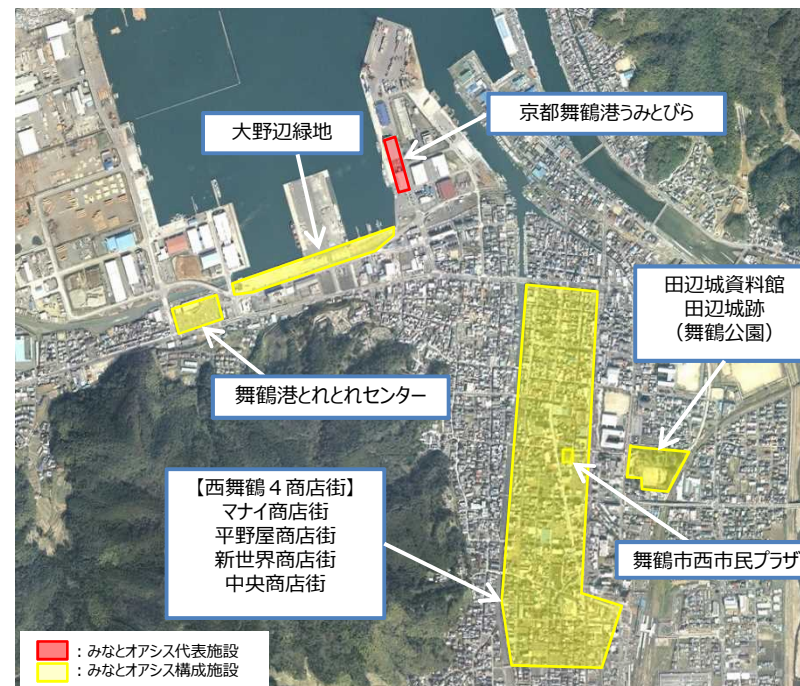 大野辺緑地
京都舞鶴港うみとびら
田辺城資料館
田辺城跡
（舞鶴公園）
舞鶴港とれとれセンター
【西舞鶴４商店街】
マナイ商店街
平野屋商店街
新世界商店街
中央商店街
舞鶴市西市民プラザ
：みなとオアシス代表施設
：みなとオアシス構成施設